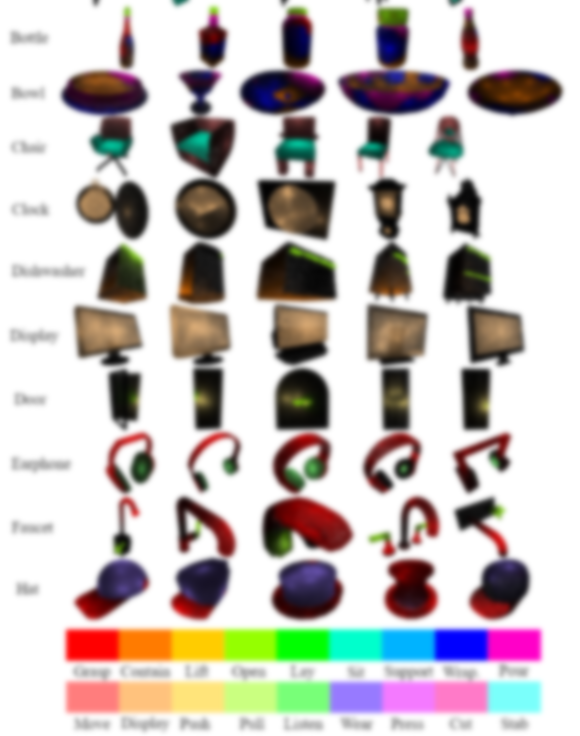 Bottle
Bowl
Chair
Clock
Dishwasher
Display
Door
Earphone
Faucet
Hat
Grasp Contain Lift Open Lay Sit Support Wrap. Pour
Move Display Push Pull Listen Wear Press Cut Stab